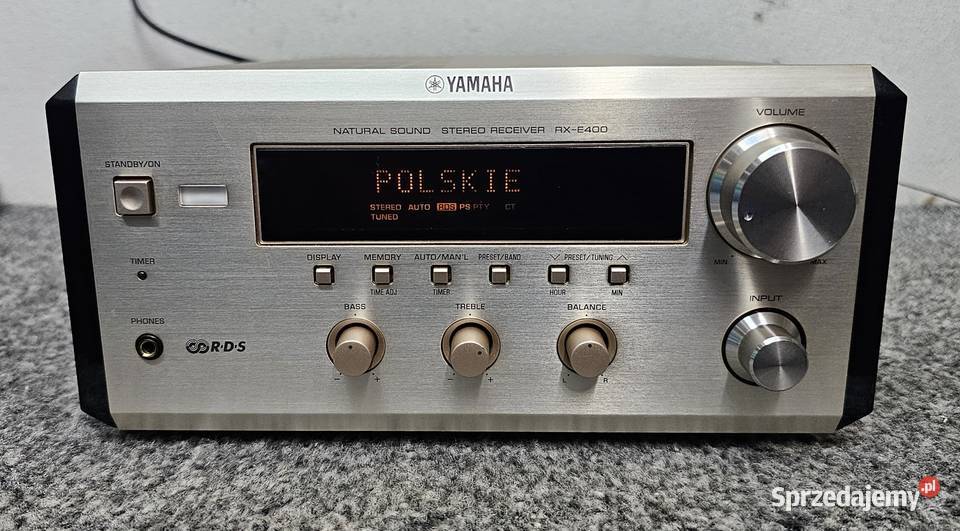 YAMAHA
NATURAL SOUND STEREO RECEIVER RX-E400
VOLUME
STANDBY/ON
POLSKIE
STEREO AUTO RDS PS PTY CT
TUNED
MIN MAX
TIMER
DISPLAY MEMORY AUTO/MAN'L PRESET/BAND PRESET/TUNING
TIME ADJ TIMER HOUR MIN
INPUT
PHONES
BASS TREBLE BALANCE
R·D·S
- + - + L R
Sprzedajemy.pl